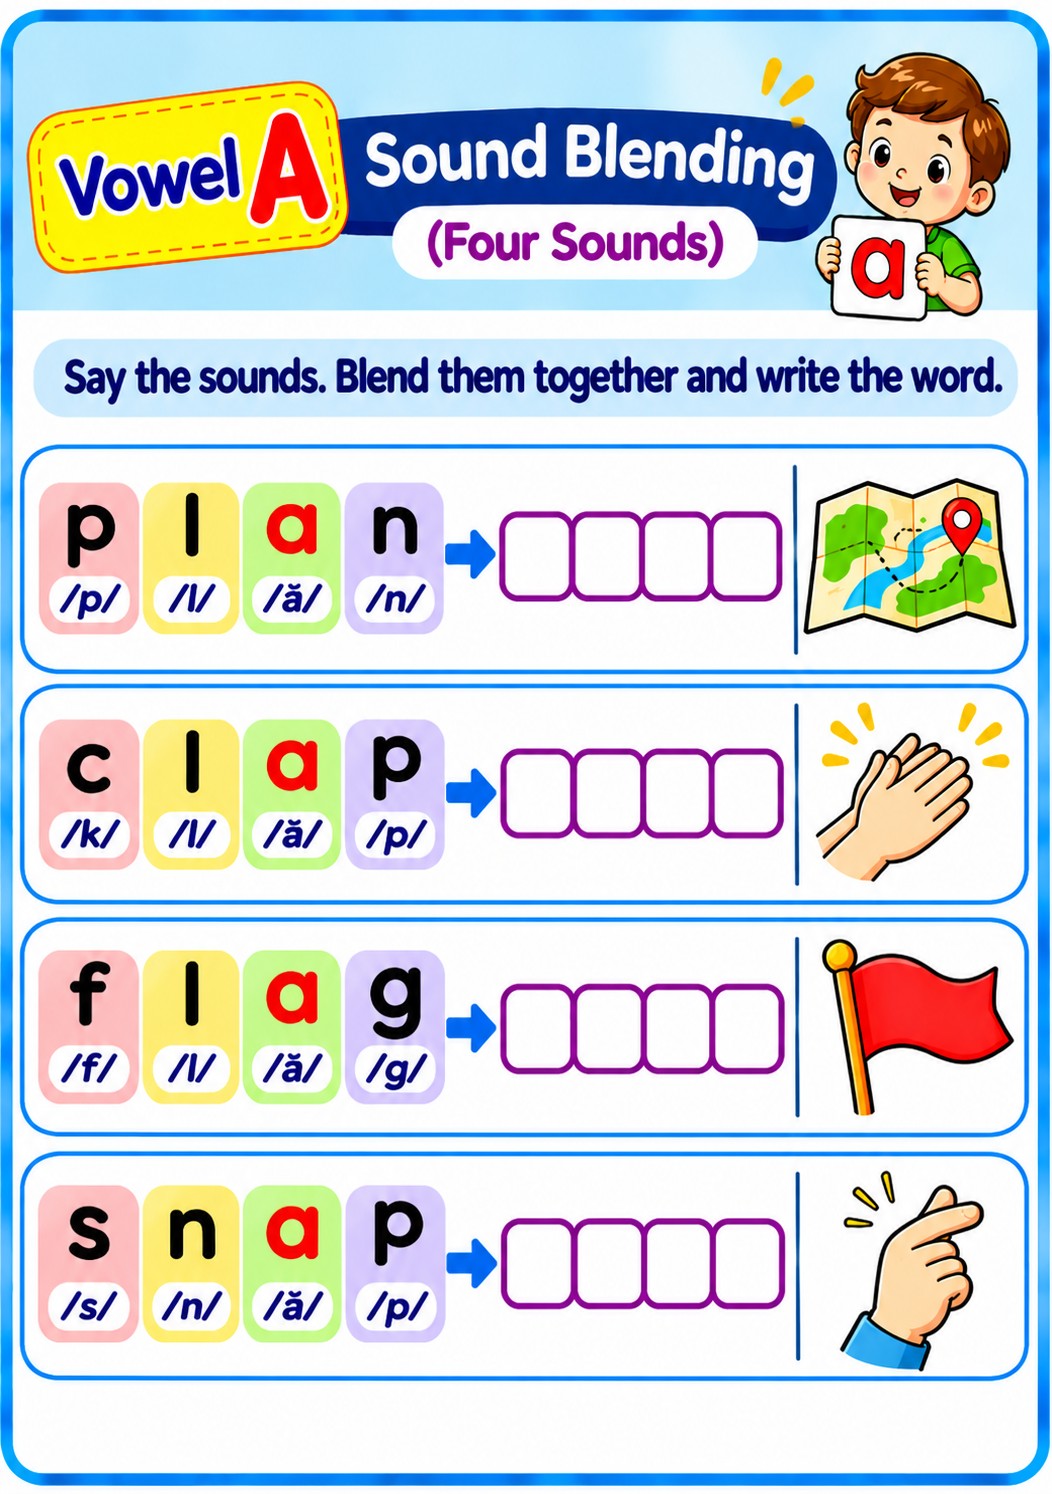 Vowel A
Sound Blending
(Four Sounds)
a
Say the sounds. Blend them together and write the word.
p l a n
/p/ /l/ /ă/ /n/
c l a p
/k/ /l/ /ă/ /p/
f l a g
/f/ /l/ /ă/ /g/
s n a p
/s/ /n/ /ă/ /p/